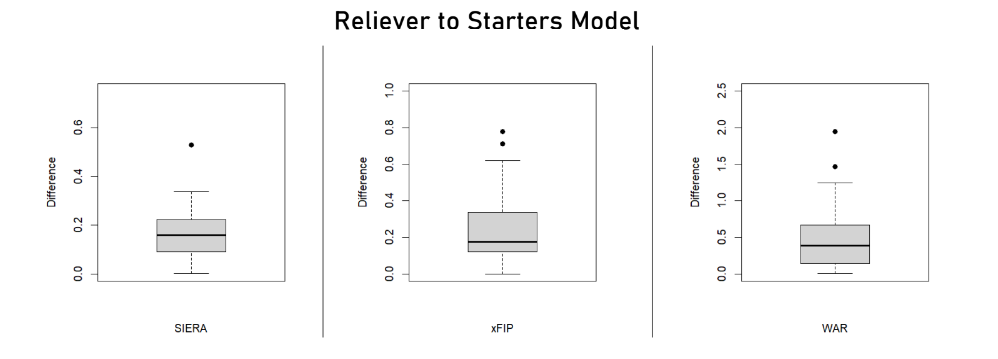 Reliever to Starters Model
Difference
0.0 0.2 0.4 0.6
SIERA
Difference
0.0 0.2 0.4 0.6 0.8 1.0
xFIP
Difference
0.0 0.5 1.0 1.5 2.0 2.5
WAR